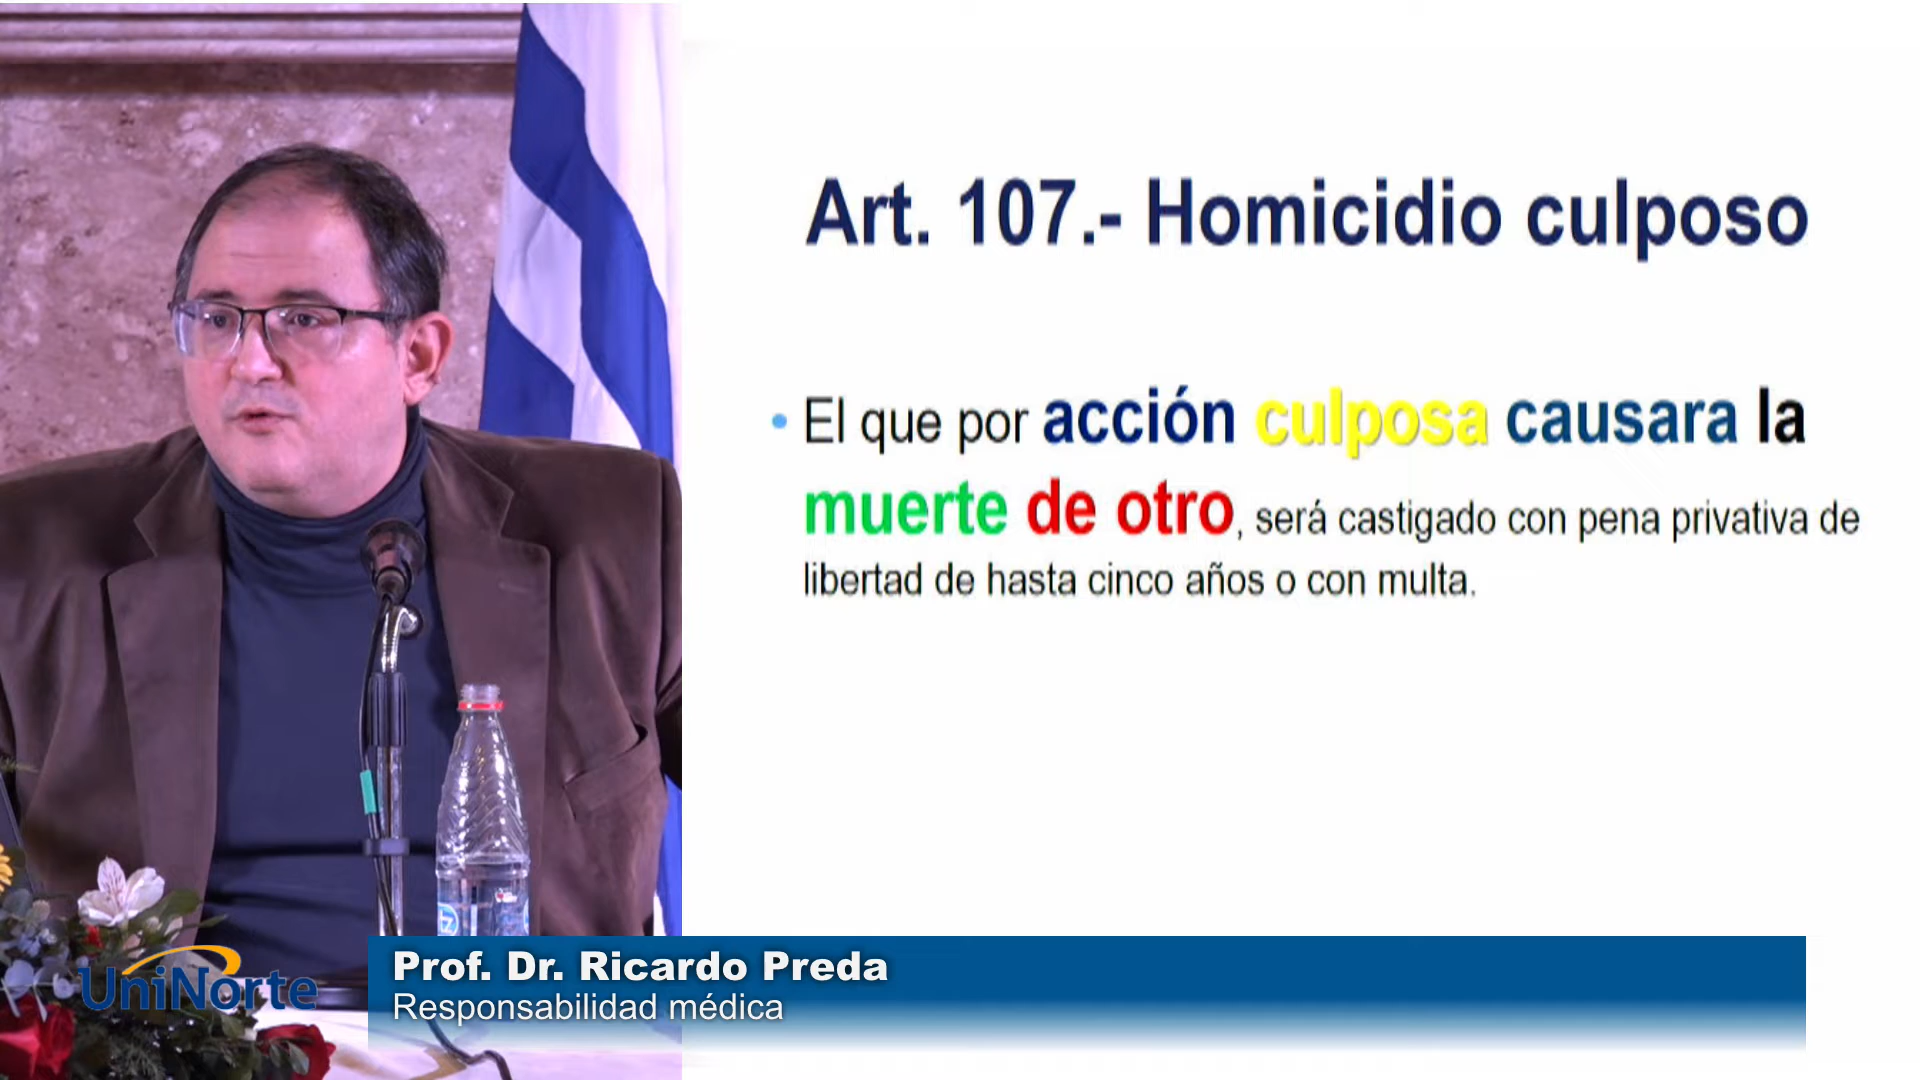 Art. 107.- Homicidio culposo
• El que por acción culposa causara la
muerte de otro, será castigado con pena privativa de
libertad de hasta cinco años o con multa.
UniNorte
Prof. Dr. Ricardo Preda
Responsabilidad médica